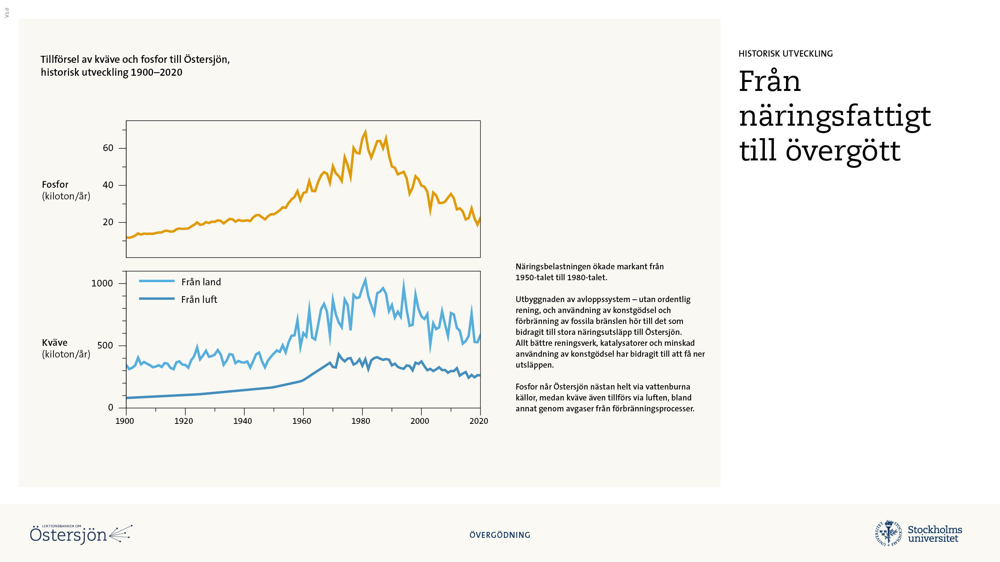 V1.0
Tillförsel av kväve och fosfor till Östersjön,
historisk utveckling 1900–2020
Fosfor
(kiloton/år)
60
40
20
Från land
Från luft
Kväve
(kiloton/år)
1000
500
0
1900 1920 1940 1960 1980 2000 2020
Näringsbelastningen ökade markant från
1950-talet till 1980-talet.
Utbyggnaden av avloppssystem – utan ordentlig
rening, och användning av konstgödsel och
förbränning av fossila bränslen hör till det som
bidragit till stora näringsutsläpp till Östersjön.
Allt bättre reningsverk, katalysatorer och minskad
användning av konstgödsel har bidragit till att få ner
utsläppen.
Fosfor når Östersjön nästan helt via vattenburna
källor, medan kväve även tillförs via luften, bland
annat genom avgaser från förbränningsprocesser.
HISTORISK UTVECKLING
Från
näringsfattigt
till övergött
LEKTIONSBANKEN OM
Östersjön
ÖVERGÖDNING
STOCKHOLMS UNIVERSITET
Stockholms
universitet